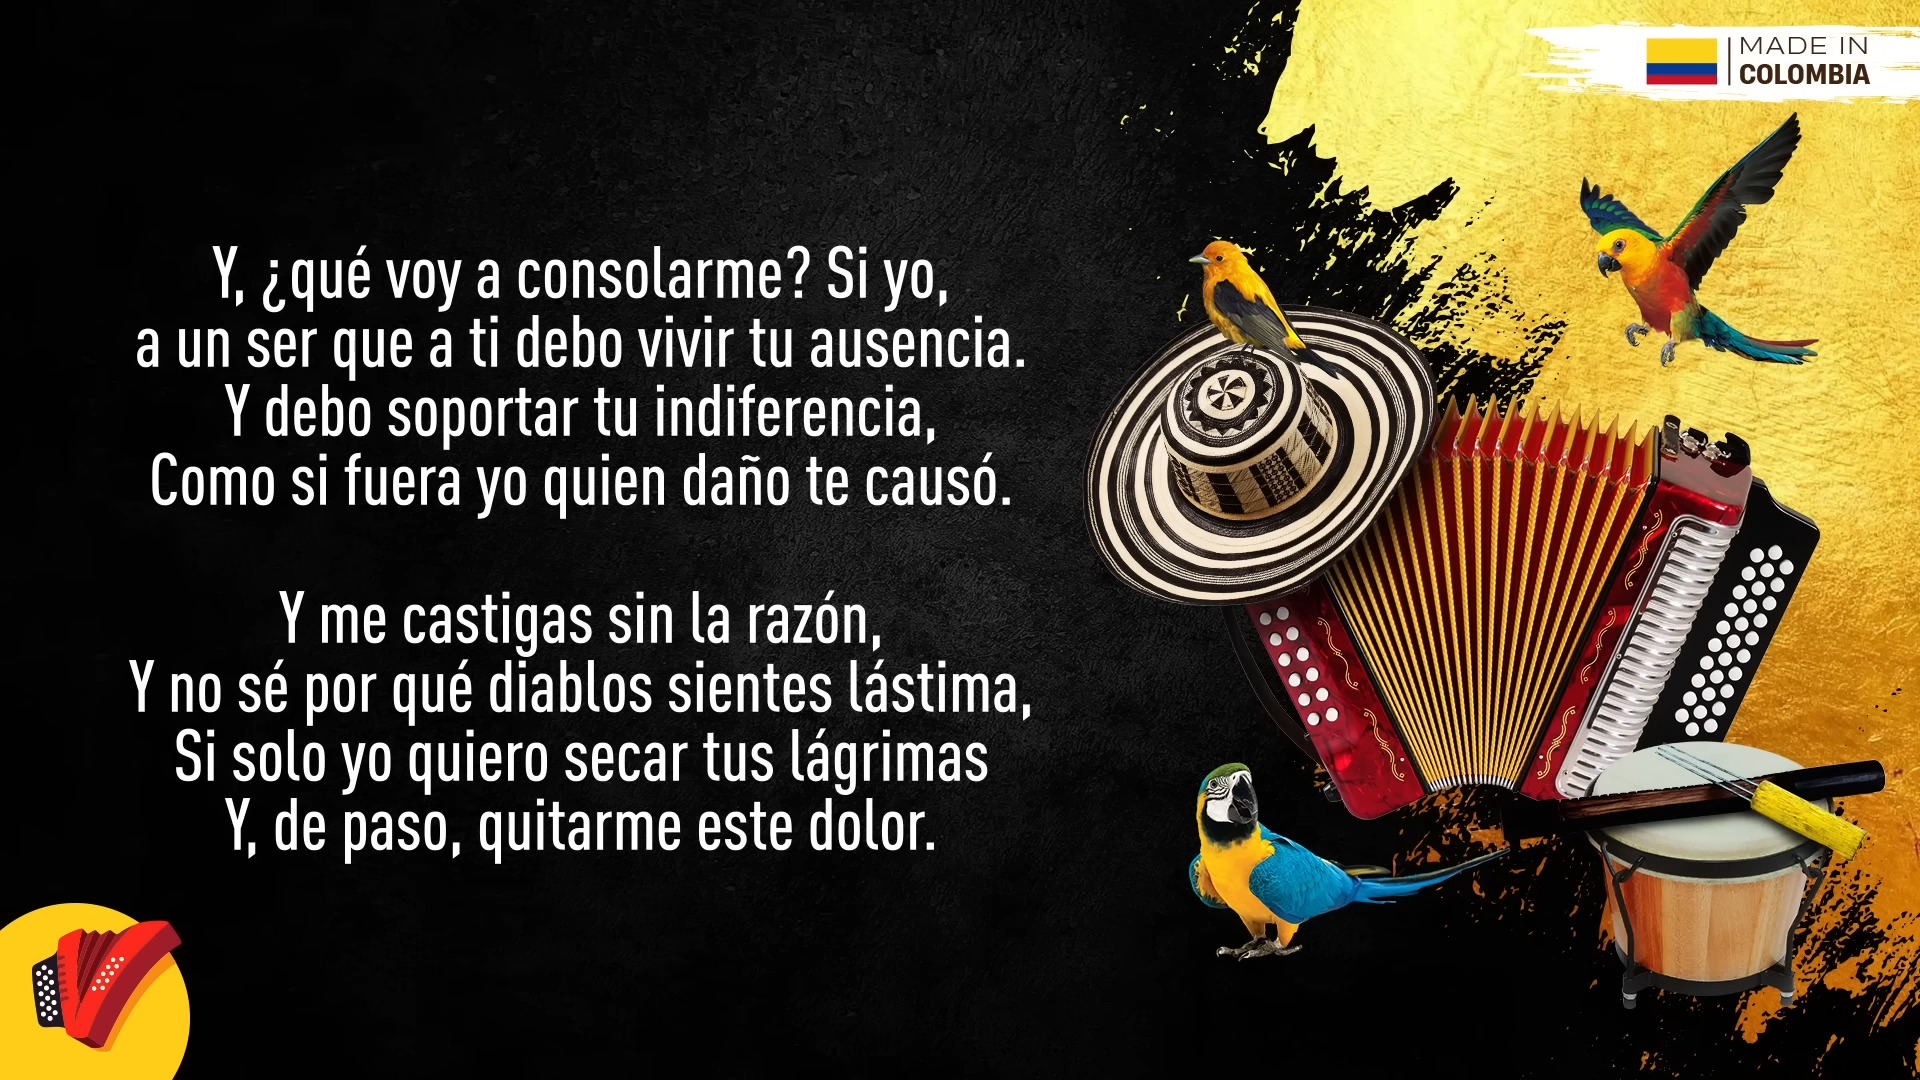 MADE IN
COLOMBIA
Y, ¿qué voy a consolarme? Si yo,
a un ser que a ti debo vivir tu ausencia.
Y debo soportar tu indiferencia,
Como si fuera yo quien daño te causó.
Y me castigas sin la razón,
Y no sé por qué diablos sientes lástima,
Si solo yo quiero secar tus lágrimas
Y, de paso, quitarme este dolor.